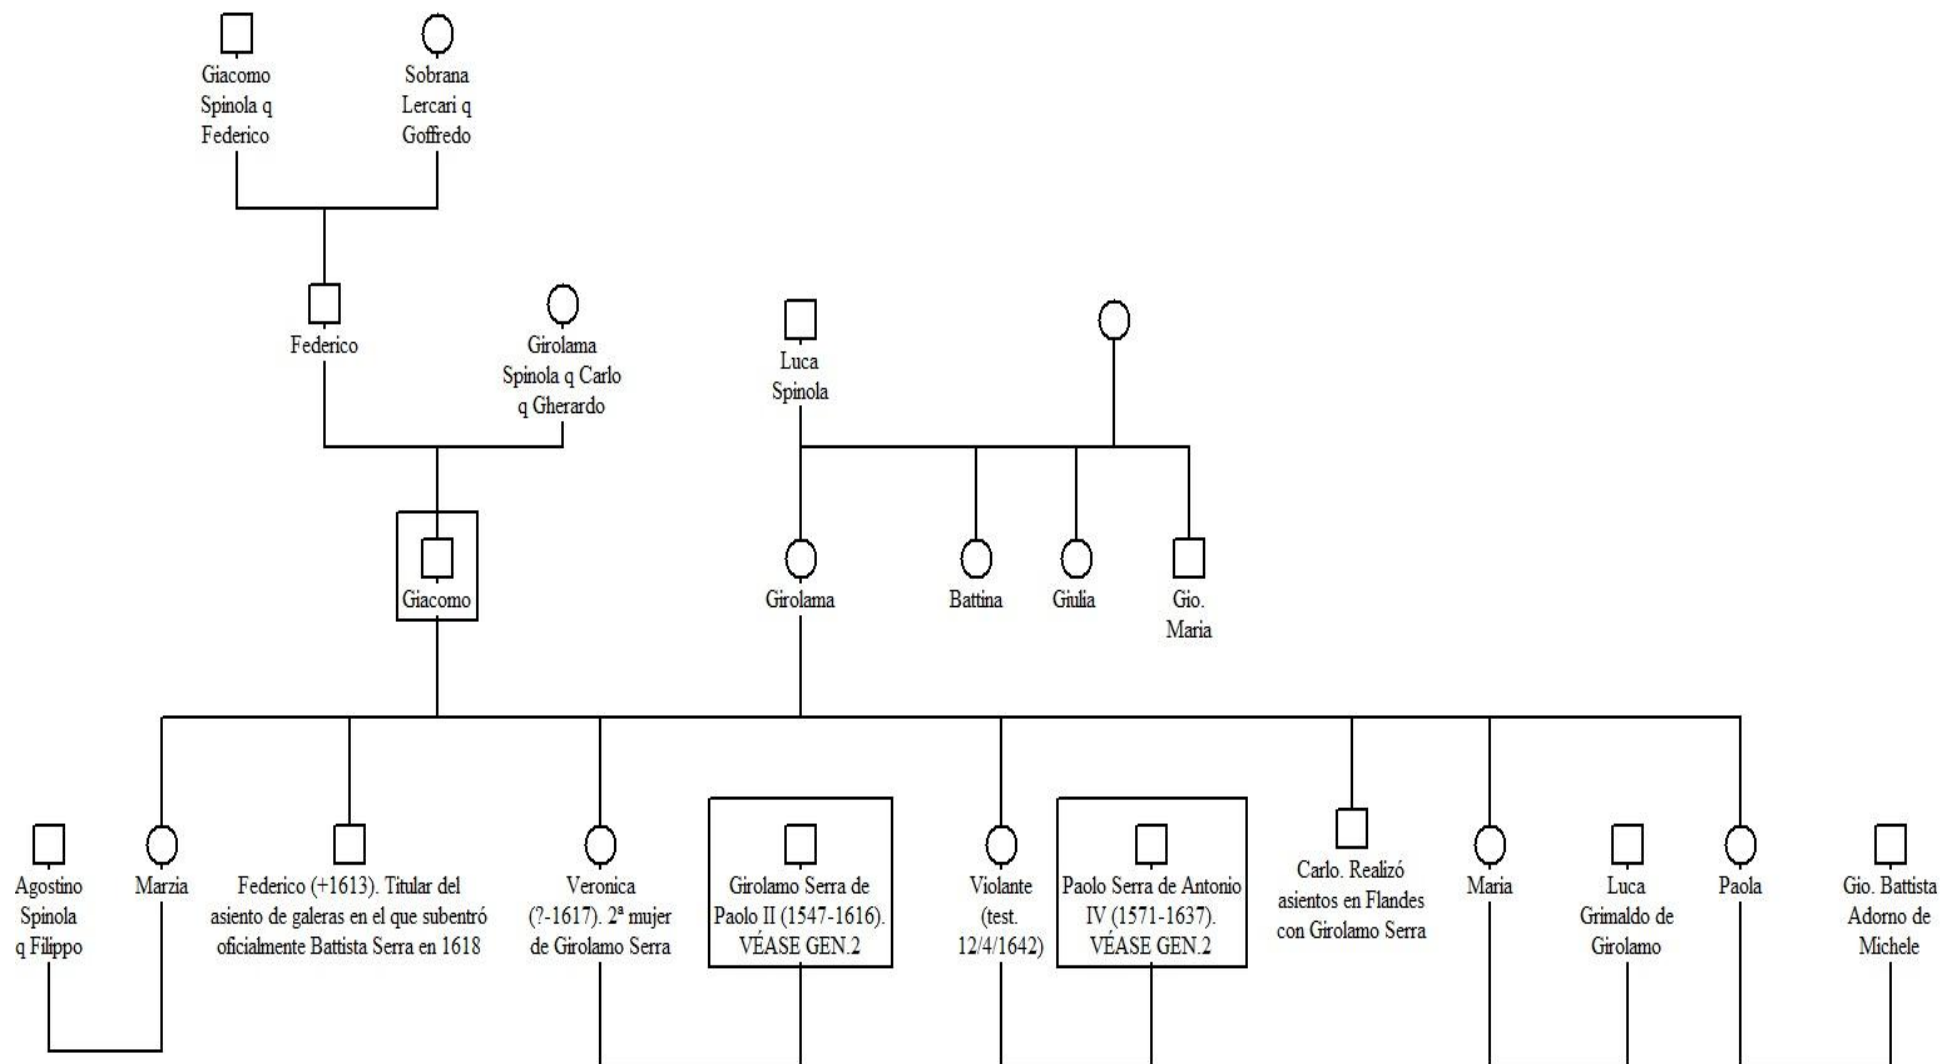 Giacomo
Spinola q
Federico
Sobrana
Lercari q
Goffredo
Federico
Girolama
Spinola q Carlo
q Gherardo
Luca
Spinola
Giacomo
Girolama
Battina
Giulia
Gio.
Maria
Agostino
Spinola
q Filippo
Marzia
Federico (+1613). Titular del
asiento de galeras en el que subentró
oficialmente Battista Serra en 1618
Veronica
(?-1617). 2ª mujer
de Girolamo Serra
Girolamo Serra de
Paolo II (1547-1616).
VÉASE GEN.2
Violante
(test.
12/4/1642)
Paolo Serra de Antonio
IV (1571-1637).
VÉASE GEN.2
Carlo. Realizó
asientos en Flandes
con Girolamo Serra
Maria
Luca
Grimaldo de
Girolamo
Paola
Gio. Battista
Adorno de
Michele